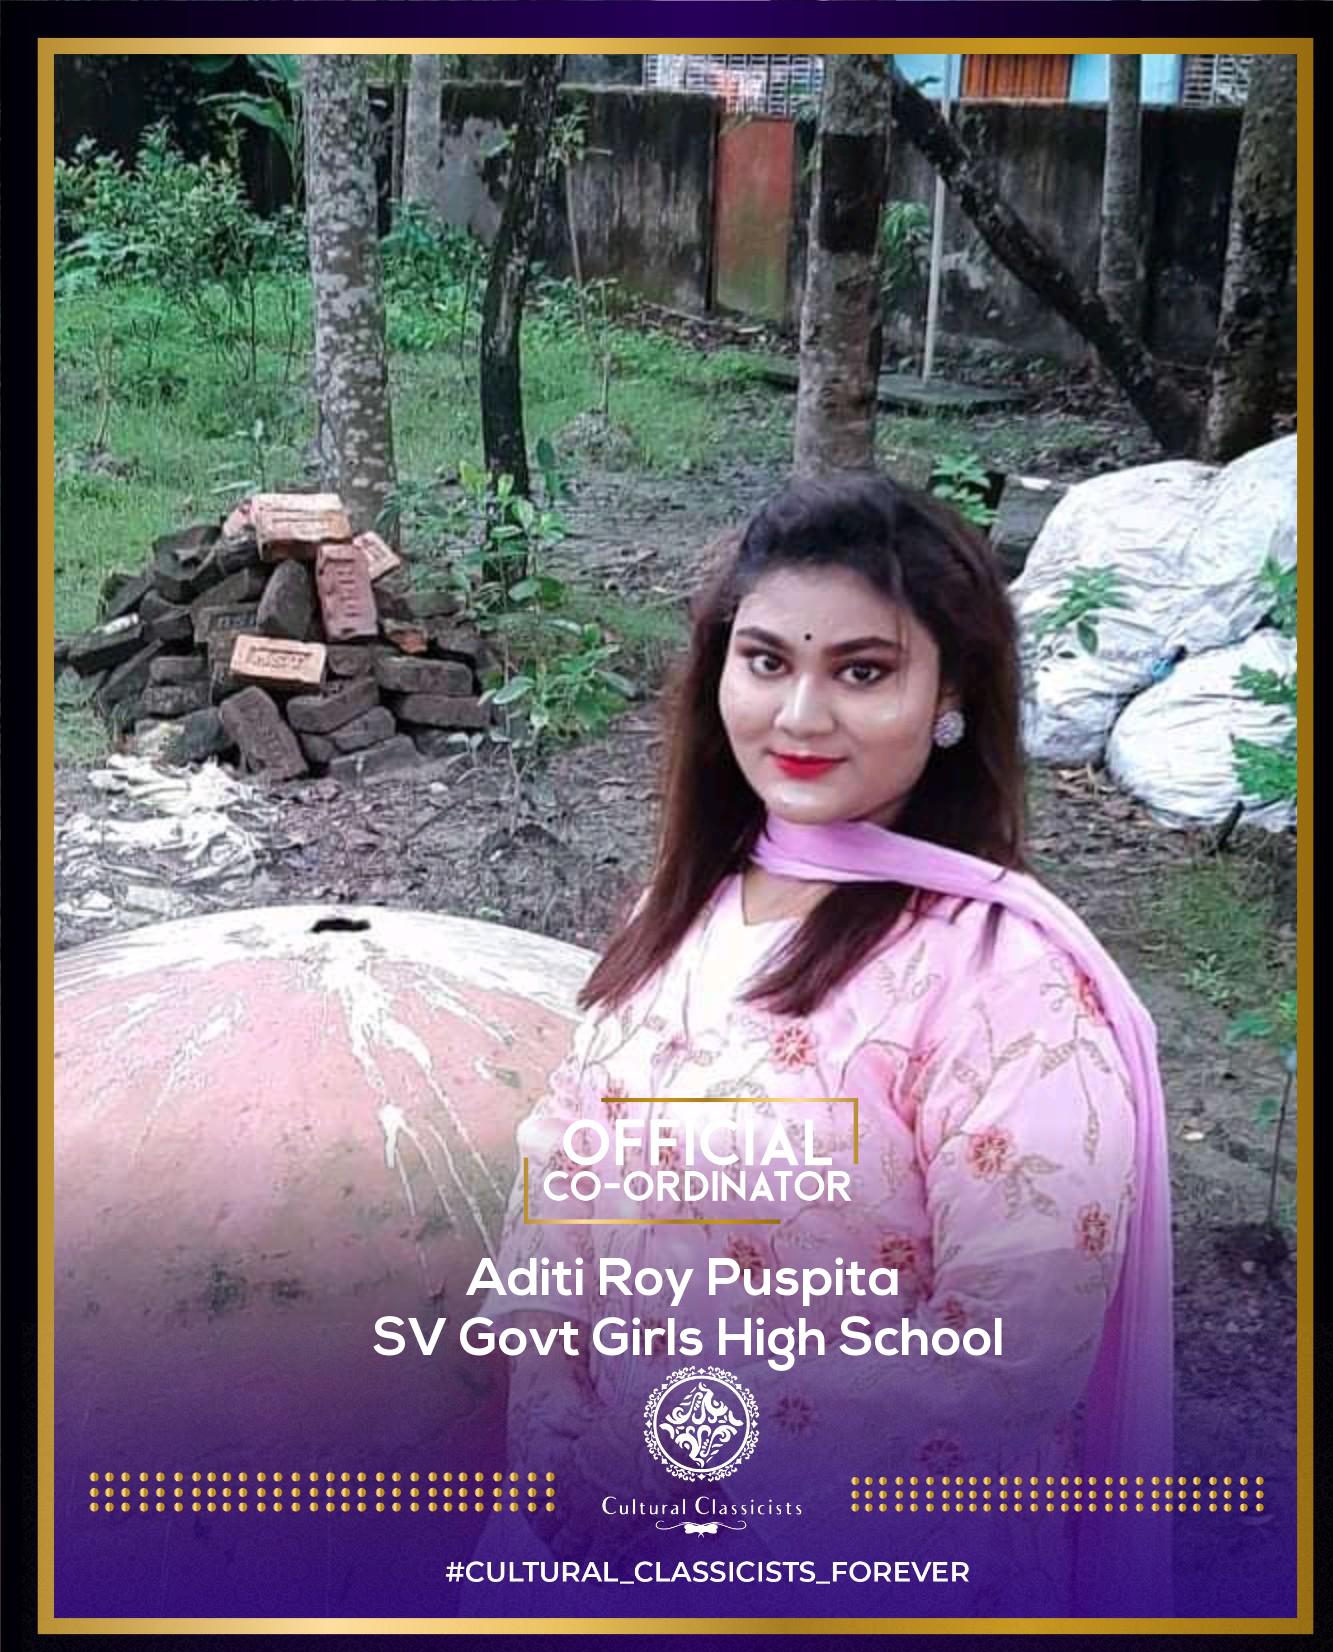 OFFICIAL
CO-ORDINATOR
Aditi Roy Puspita
SV Govt Girls High School
Cultural Classicists
#CULTURAL_CLASSICISTS_FOREVER